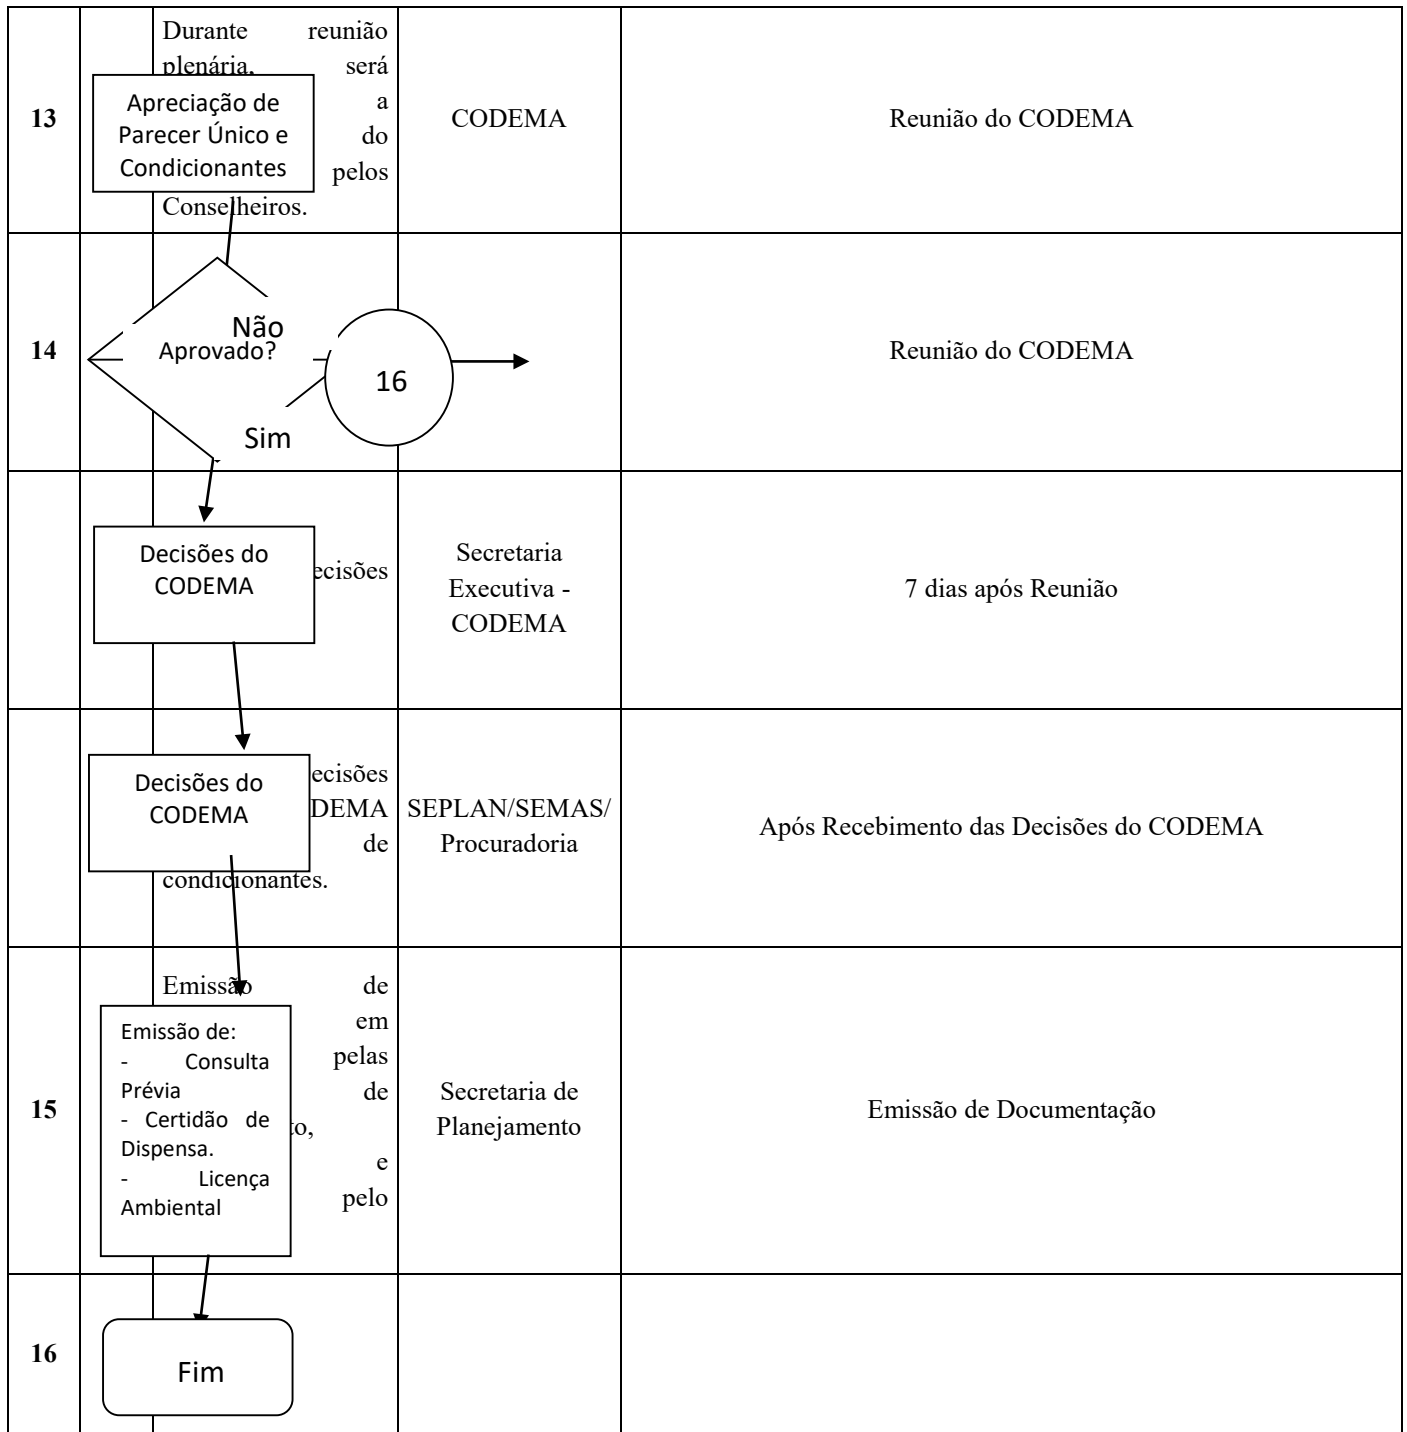 Durante reunião
plenária, será
a
do
pelos
Conselheiros.
13
Apreciação de
Parecer Único e
Condicionantes
CODEMA
Reunião do CODEMA
14
Não
Aprovado?
Sim
16
Reunião do CODEMA
Decisões do
CODEMA
ecisões
Secretaria
Executiva -
CODEMA
7 dias após Reunião
Decisões do
CODEMA
ecisões
DEMA
de
condicionantes.
SEPLAN/SEMAS/
Procuradoria
Após Recebimento das Decisões do CODEMA
15
Emissão de
em
pelas
de
to,
e
pelo
Emissão de:
- Consulta
Prévia
- Certidão de
Dispensa.
- Licença
Ambiental
Secretaria de
Planejamento
Emissão de Documentação
16
Fim